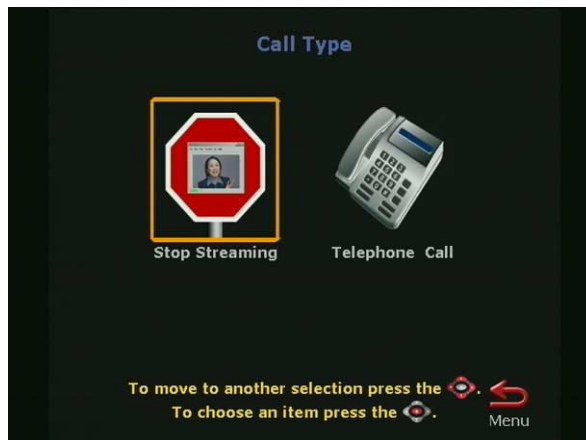 Call Type
Stop Streaming
Telephone Call
To move to another selection press the
.
To choose an item press the
.
Menu